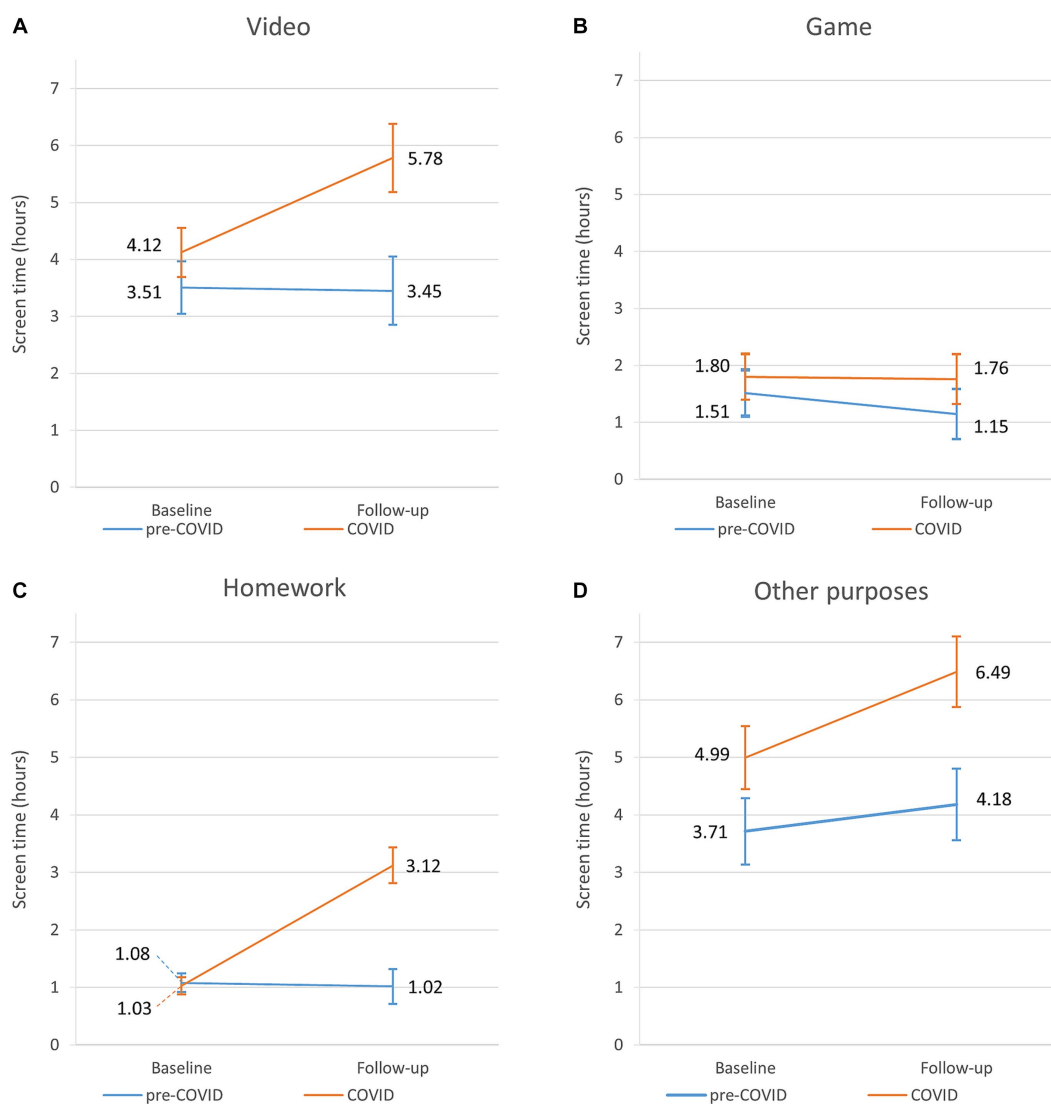 A
Video
7
6
5
4
3
2
1
0
Screen time (hours)
4.12
3.51
5.78
3.45
Baseline
Follow-up
pre-COVID
COVID
B
Game
7
6
5
4
3
2
1
0
Screen time (hours)
1.80
1.51
1.76
1.15
Baseline
Follow-up
pre-COVID
COVID
C
Homework
7
6
5
4
3
2
1
0
Screen time (hours)
1.08
1.03
3.12
1.02
Baseline
Follow-up
pre-COVID
COVID
D
Other purposes
7
6
5
4
3
2
1
0
Screen time (hours)
4.99
3.71
6.49
4.18
Baseline
Follow-up
pre-COVID
COVID